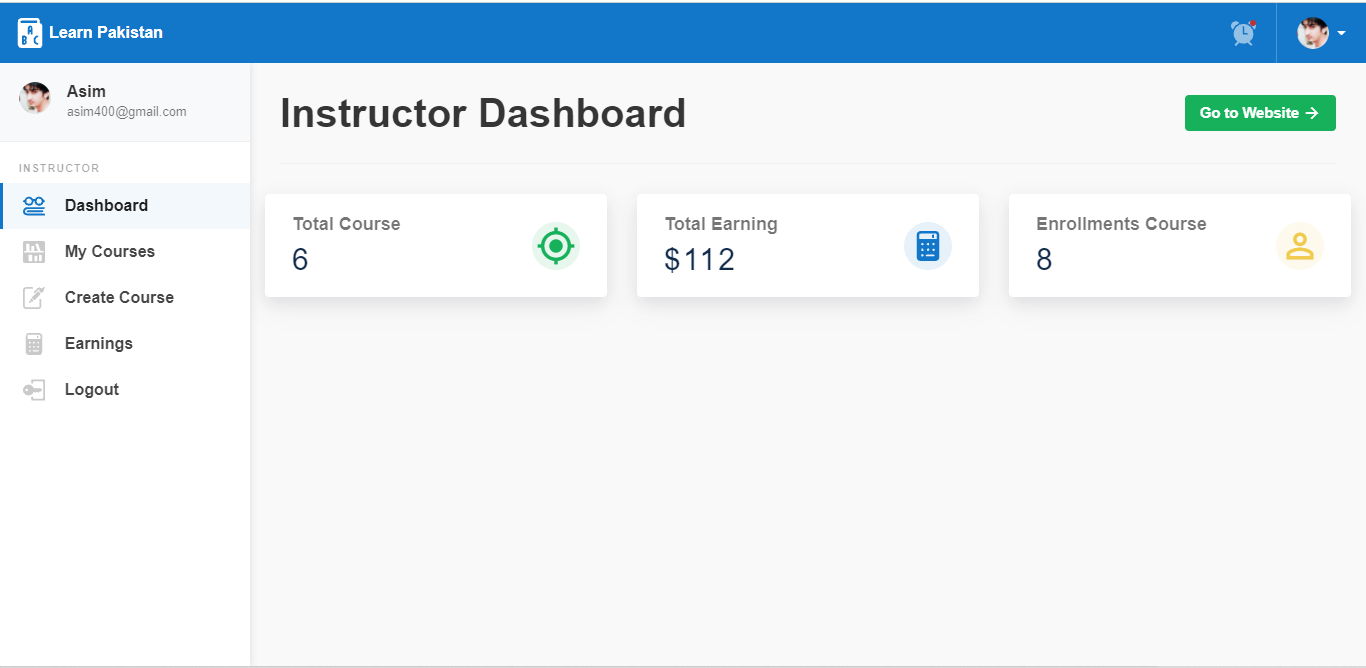 A
B C
Learn Pakistan
Asim
asim400@gmail.com
INSTRUCTOR
Dashboard
My Courses
Create Course
Earnings
Logout
Instructor Dashboard
Go to Website →
Total Course
6
Total Earning
$112
Enrollments Course
8